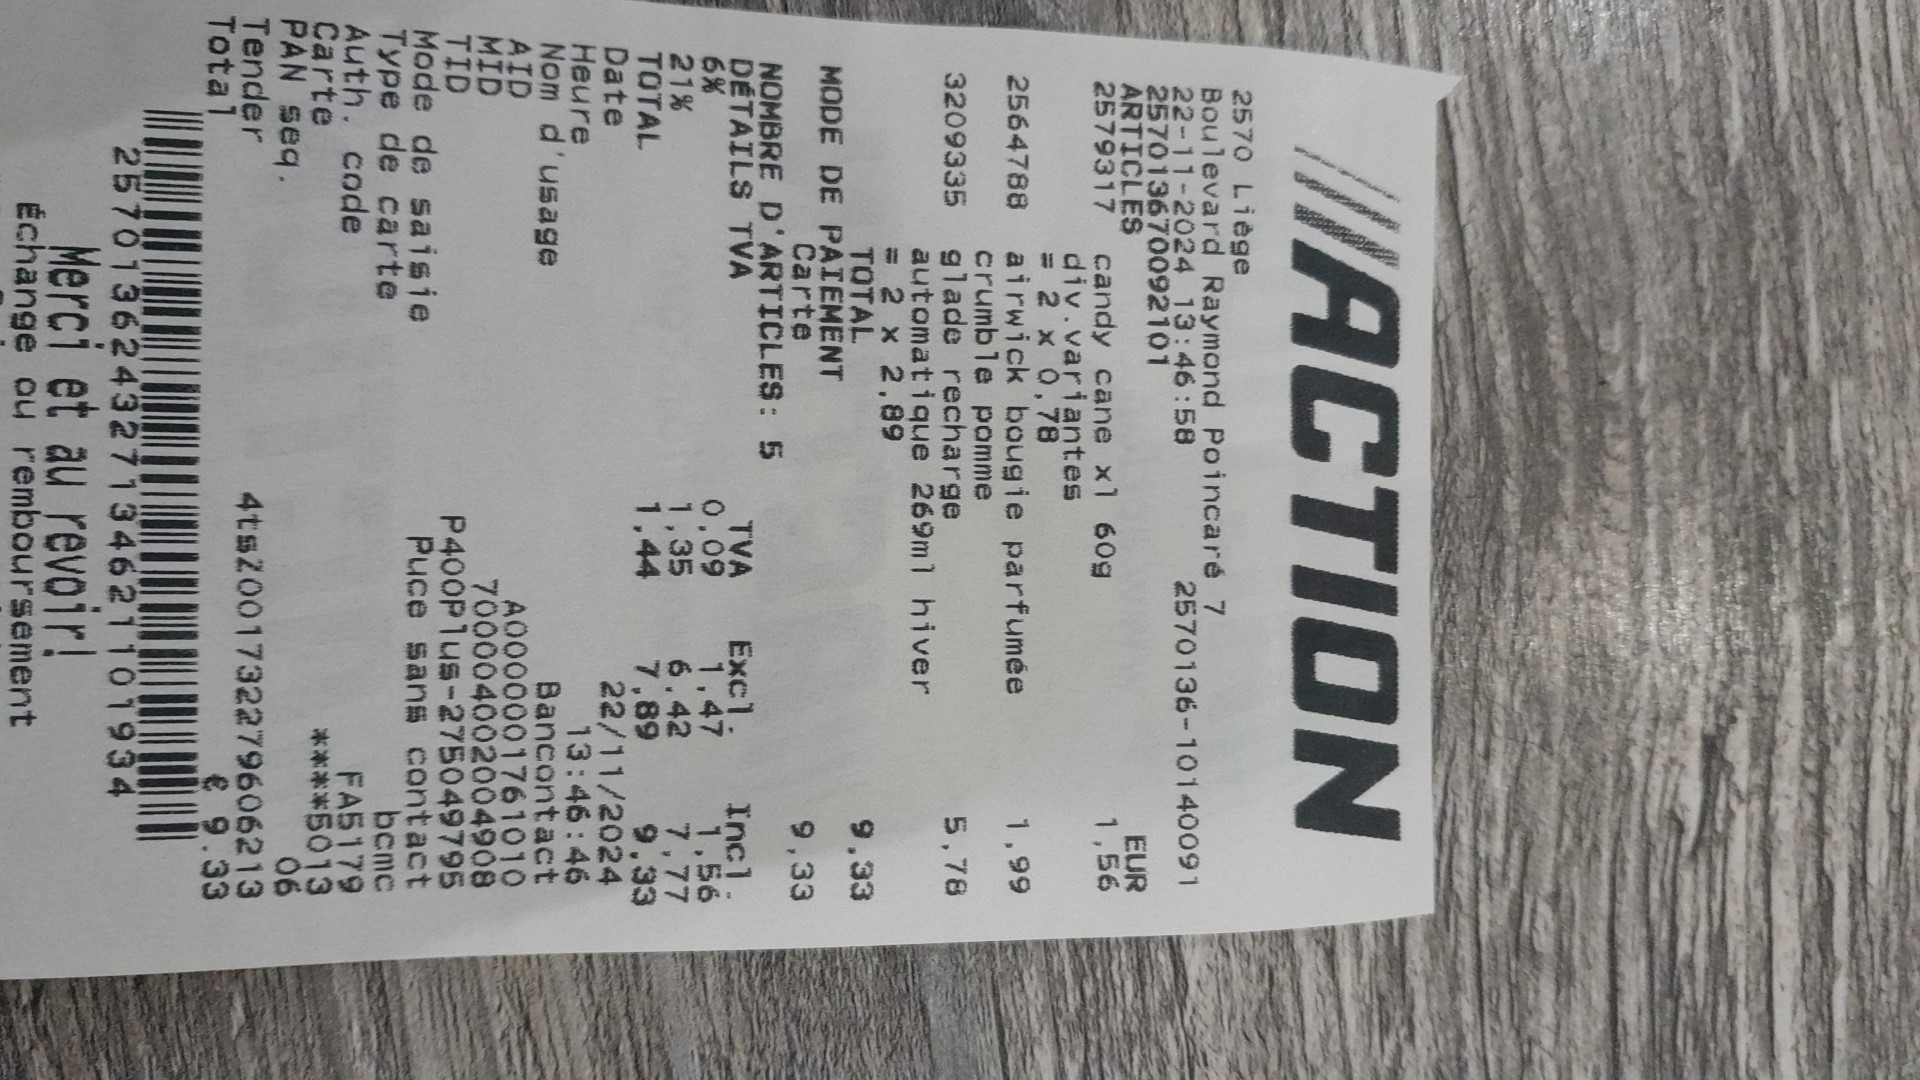 ACTION
2570 Liège
Boulevard Raymond Poincaré 7
22-11-2024 13:46:58 2570136-10140091
257013670092101
ARTICLES EUR
2579317 candy cane x1 60g 1,56
div.variantes
= 2 x 0,78
2564788 airwick bougie parfumée 1,99
crumble pomme
3209335 glade recharge 5,78
automatique 269ml hiver
= 2 x 2,89
TOTAL 9,33
MODE DE PAIEMENT
Carte 9,33
NOMBRE D'ARTICLES: 5
DÉTAILS TVA TVA Excl. Incl.
6% 0,09 1,47 1,56
21% 1,35 6,42 7,77
TOTAL 1,44 7,89 9,33
Date 22/11/2024
Heure 13:46:46
Nom d'usage Bancontact
AID A0000001761010
MID 700004002004908
TID P400Plus-275049795
Mode de saisie Puce sans contact
Type de carte bcmc
Auth. code FA5179
Carte ****5013
PAN seq. 06
Tender 4tsZ001732279606213
Total € 9.33
2570136243271346211101934
Merci et au revoir!
Échange ou remboursement